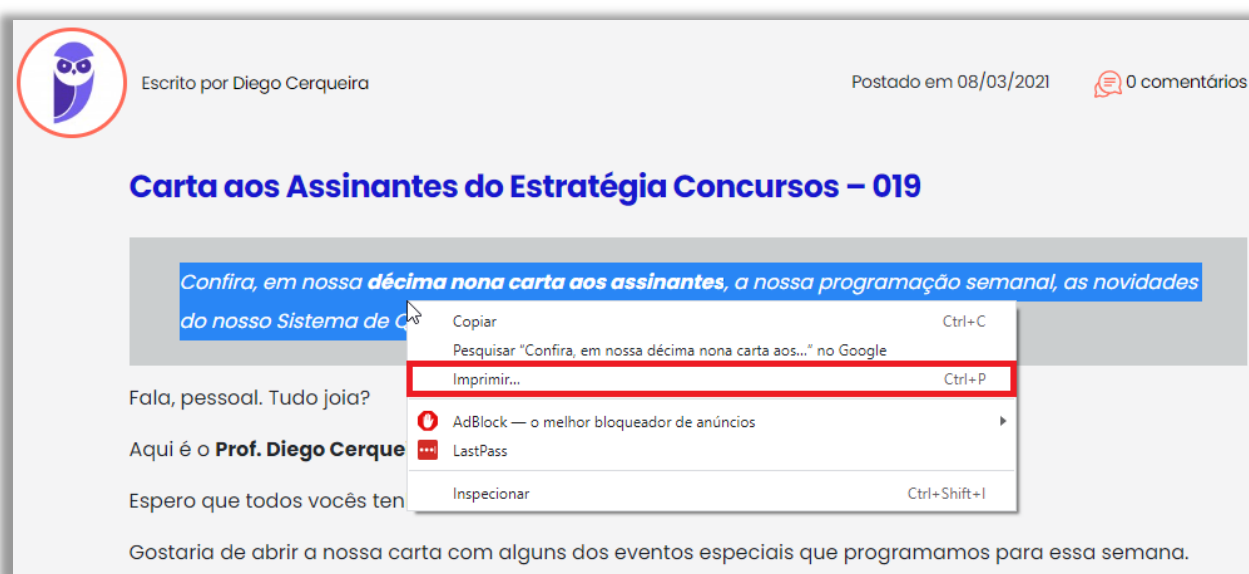 Escrito por Diego Cerqueira
Postado em 08/03/2021
0 comentários
Carta aos Assinantes do Estratégia Concursos – 019
Confira, em nossa décima nona carta aos assinantes, a nossa programação semanal, as novidades
do nosso Sistema de
Copiar Ctrl+C
Pesquisar “Confira, em nossa décima nona carta aos...” no Google
Imprimir... Ctrl+P
Fala, pessoal. Tudo joia?
AdBlock — o melhor bloqueador de anúncios
Aqui é o Prof. Diego Cerque
LastPass
Espero que todos vocês ten
Inspecionar Ctrl+Shift+I
Gostaria de abrir a nossa carta com alguns dos eventos especiais que programamos para essa semana.